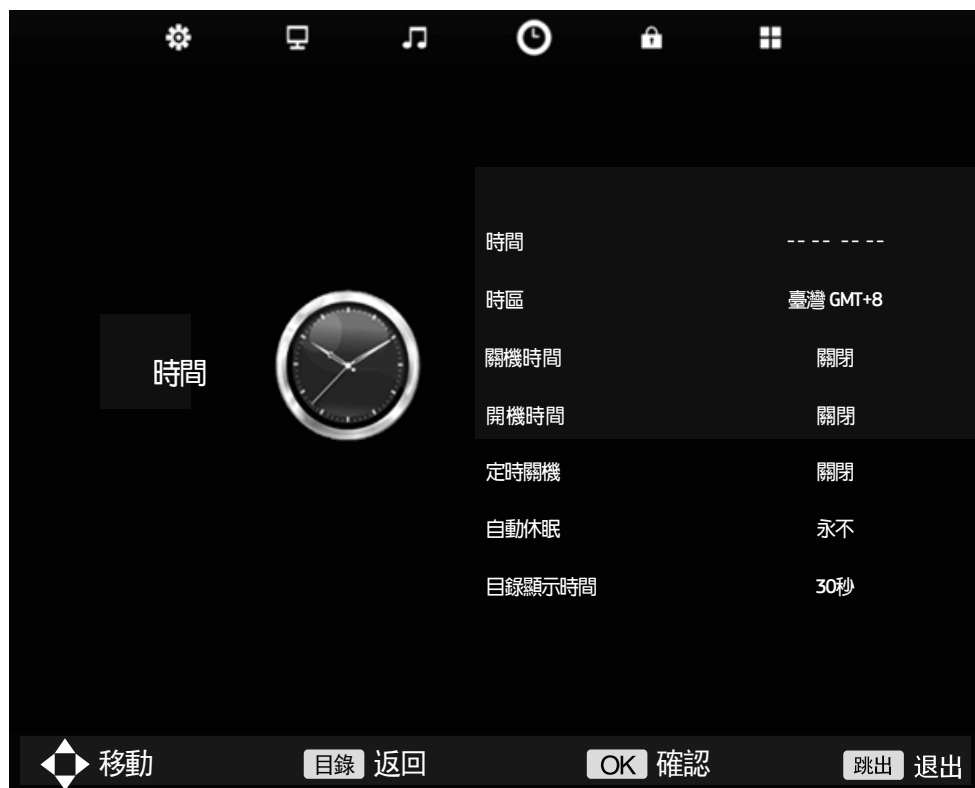 時間
時間 -- -- -- --
時區 臺灣 GMT+8
關機時間 關閉
開機時間 關閉
定時關機 關閉
自動休眠 永不
目錄顯示時間 30秒
移動 目錄 返回 OK 確認 跳出 退出